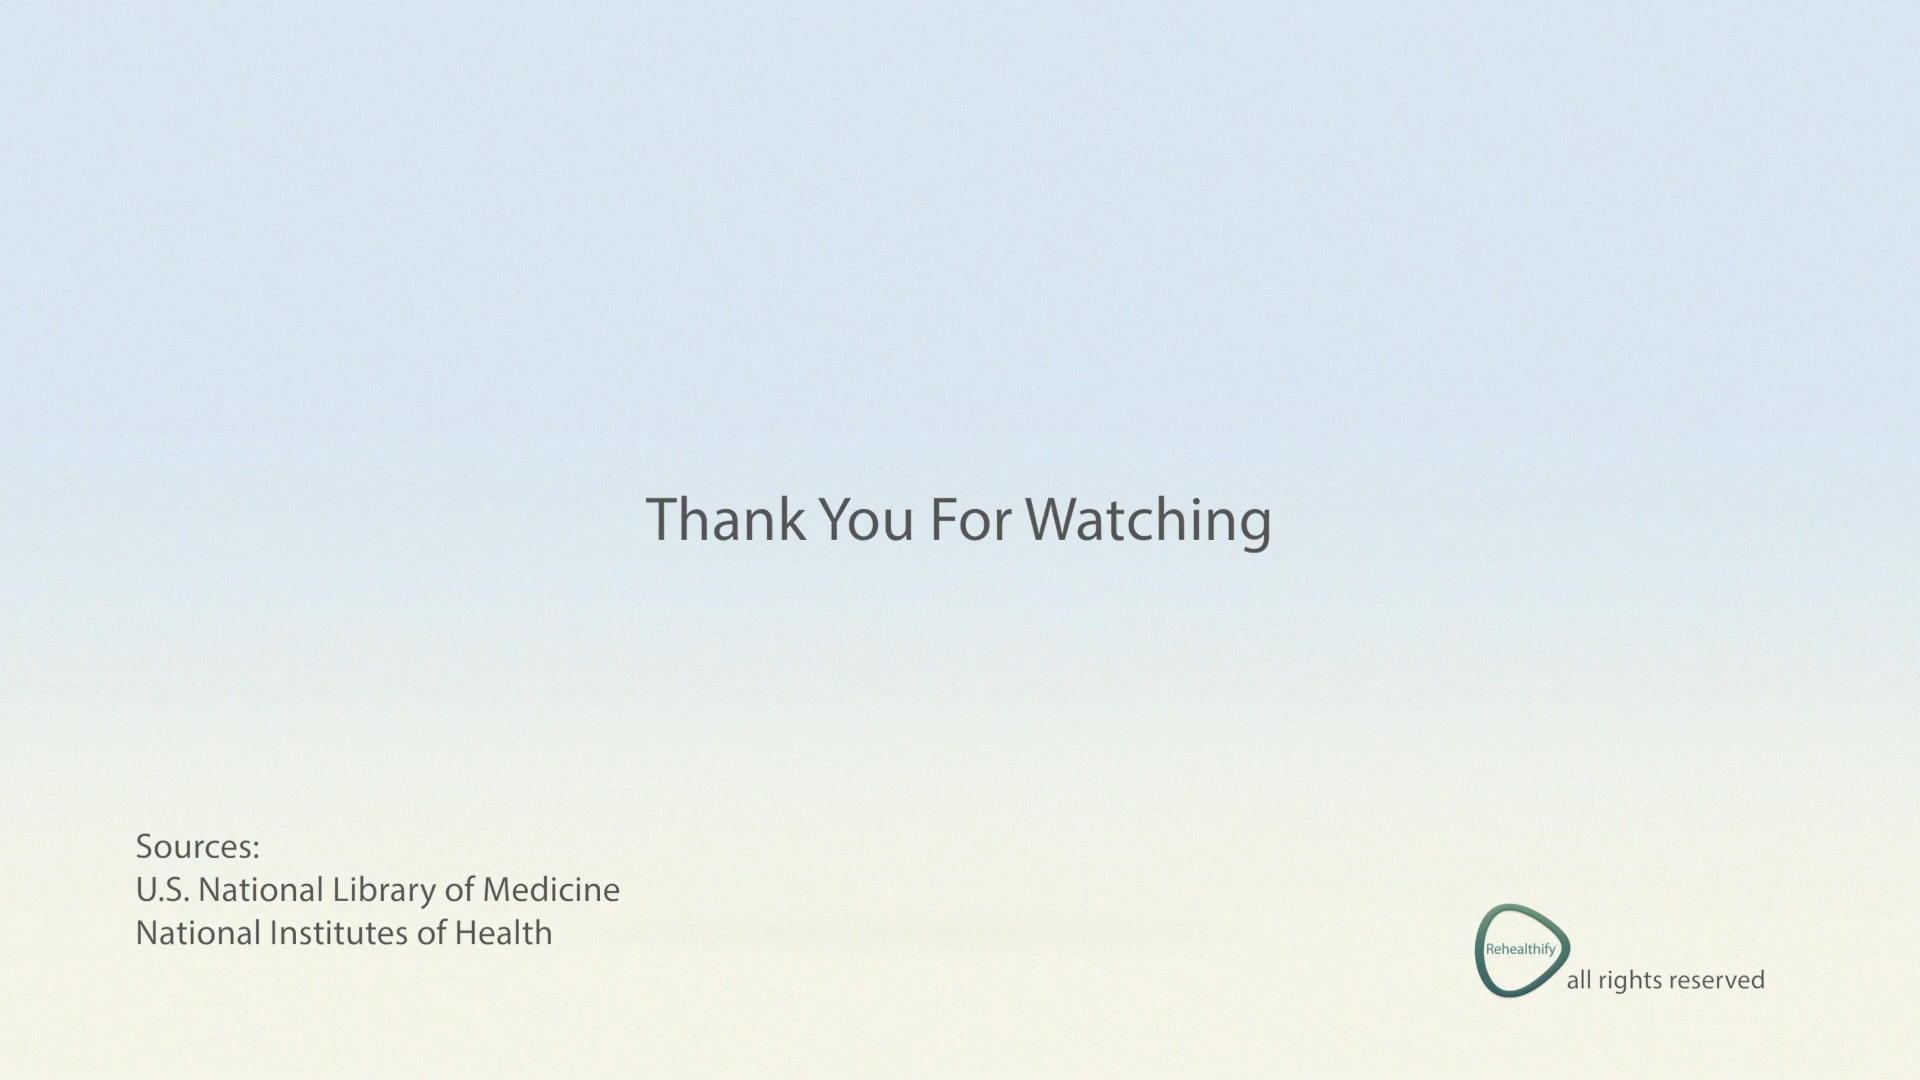 Thank You For Watching
Sources:
U.S. National Library of Medicine
National Institutes of Health
Rehealthify
all rights reserved